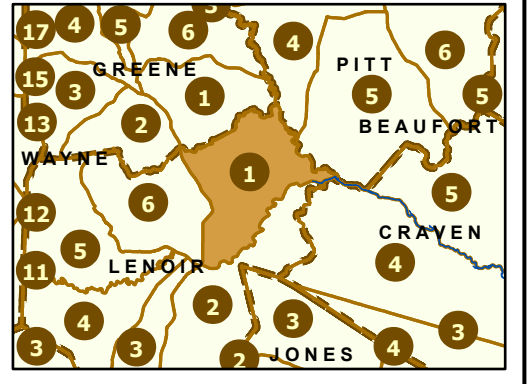 5
17 4 5 6 4 6
GREENE PITT
15 3 1 5 5
13 2 BEAUFORT
WAYNE 1
12 6 5
5 CRAVEN
11 LENOIR 4
4 2 3 3
3 3 2 JONES 4